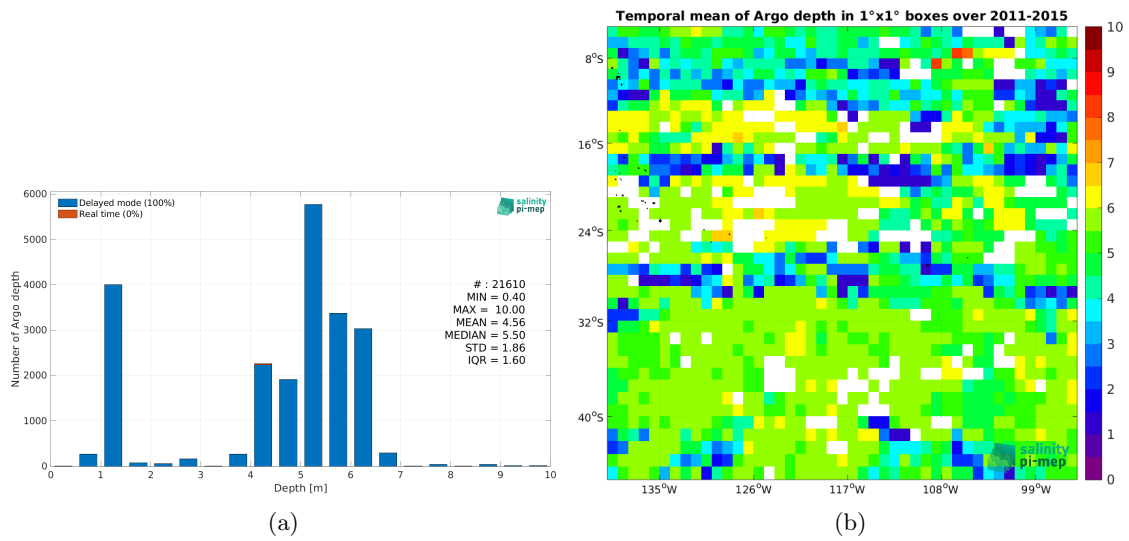 Temporal mean of Argo depth in 1°x1° boxes over 2011-2015
Delayed mode (100%)
Real time (0%)
salinity
pi-mep
Number of Argo depth
6000
5000
4000
3000
2000
1000
0
# : 21610
MIN = 0.40
MAX = 10.00
MEAN = 4.56
MEDIAN = 5.50
STD = 1.86
IQR = 1.60
0 1 2 3 4 5 6 7 8 9 10
Depth [m]
(a)
8°S
16°S
24°S
32°S
40°S
135°W 126°W 117°W 108°W 99°W
salinity
pi-mep
10
9
8
7
6
5
4
3
2
1
0
(b)